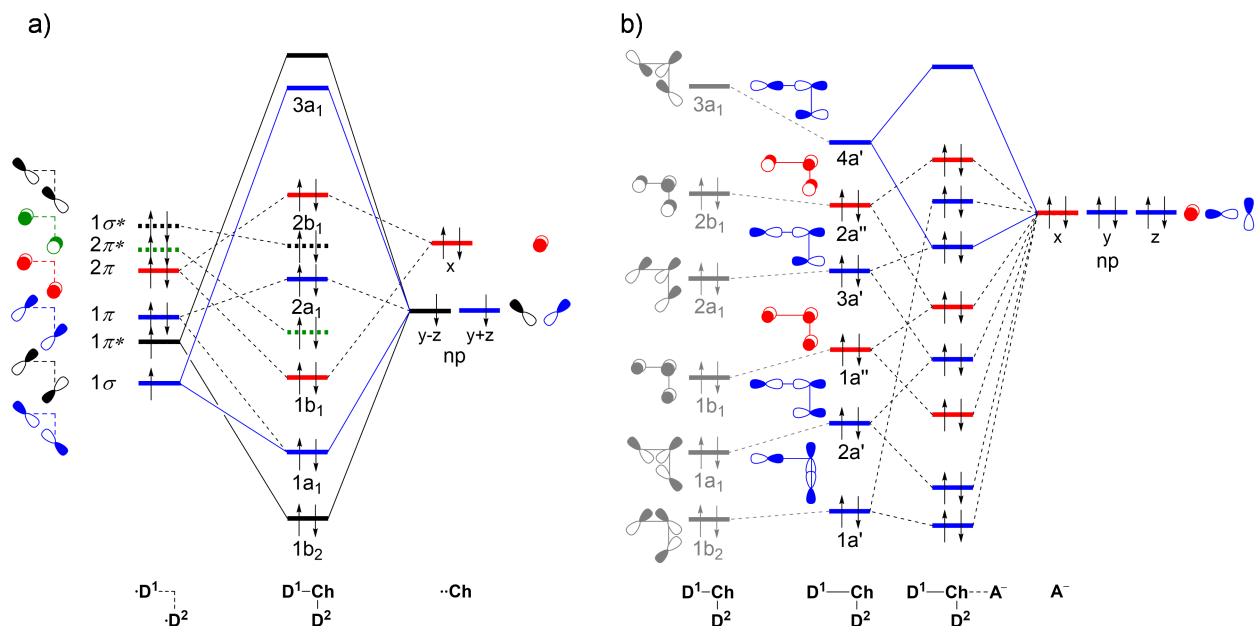 a)
3a₁
1σ*
2π*
2π
1π
1π*
1σ
2b₁
2a₁
1b₁
1a₁
1b₂
x
y-z y+z
np
·D¹
·D²
D¹–Ch
D²
··Ch
b)
3a₁
2b₁
2a₁
1b₁
1a₁
1b₂
4a'
2a''
3a'
1a''
2a'
1a'
x y z
np
D¹–Ch
D²
D¹—Ch
D²
D¹—Ch---A⁻
D²
A⁻